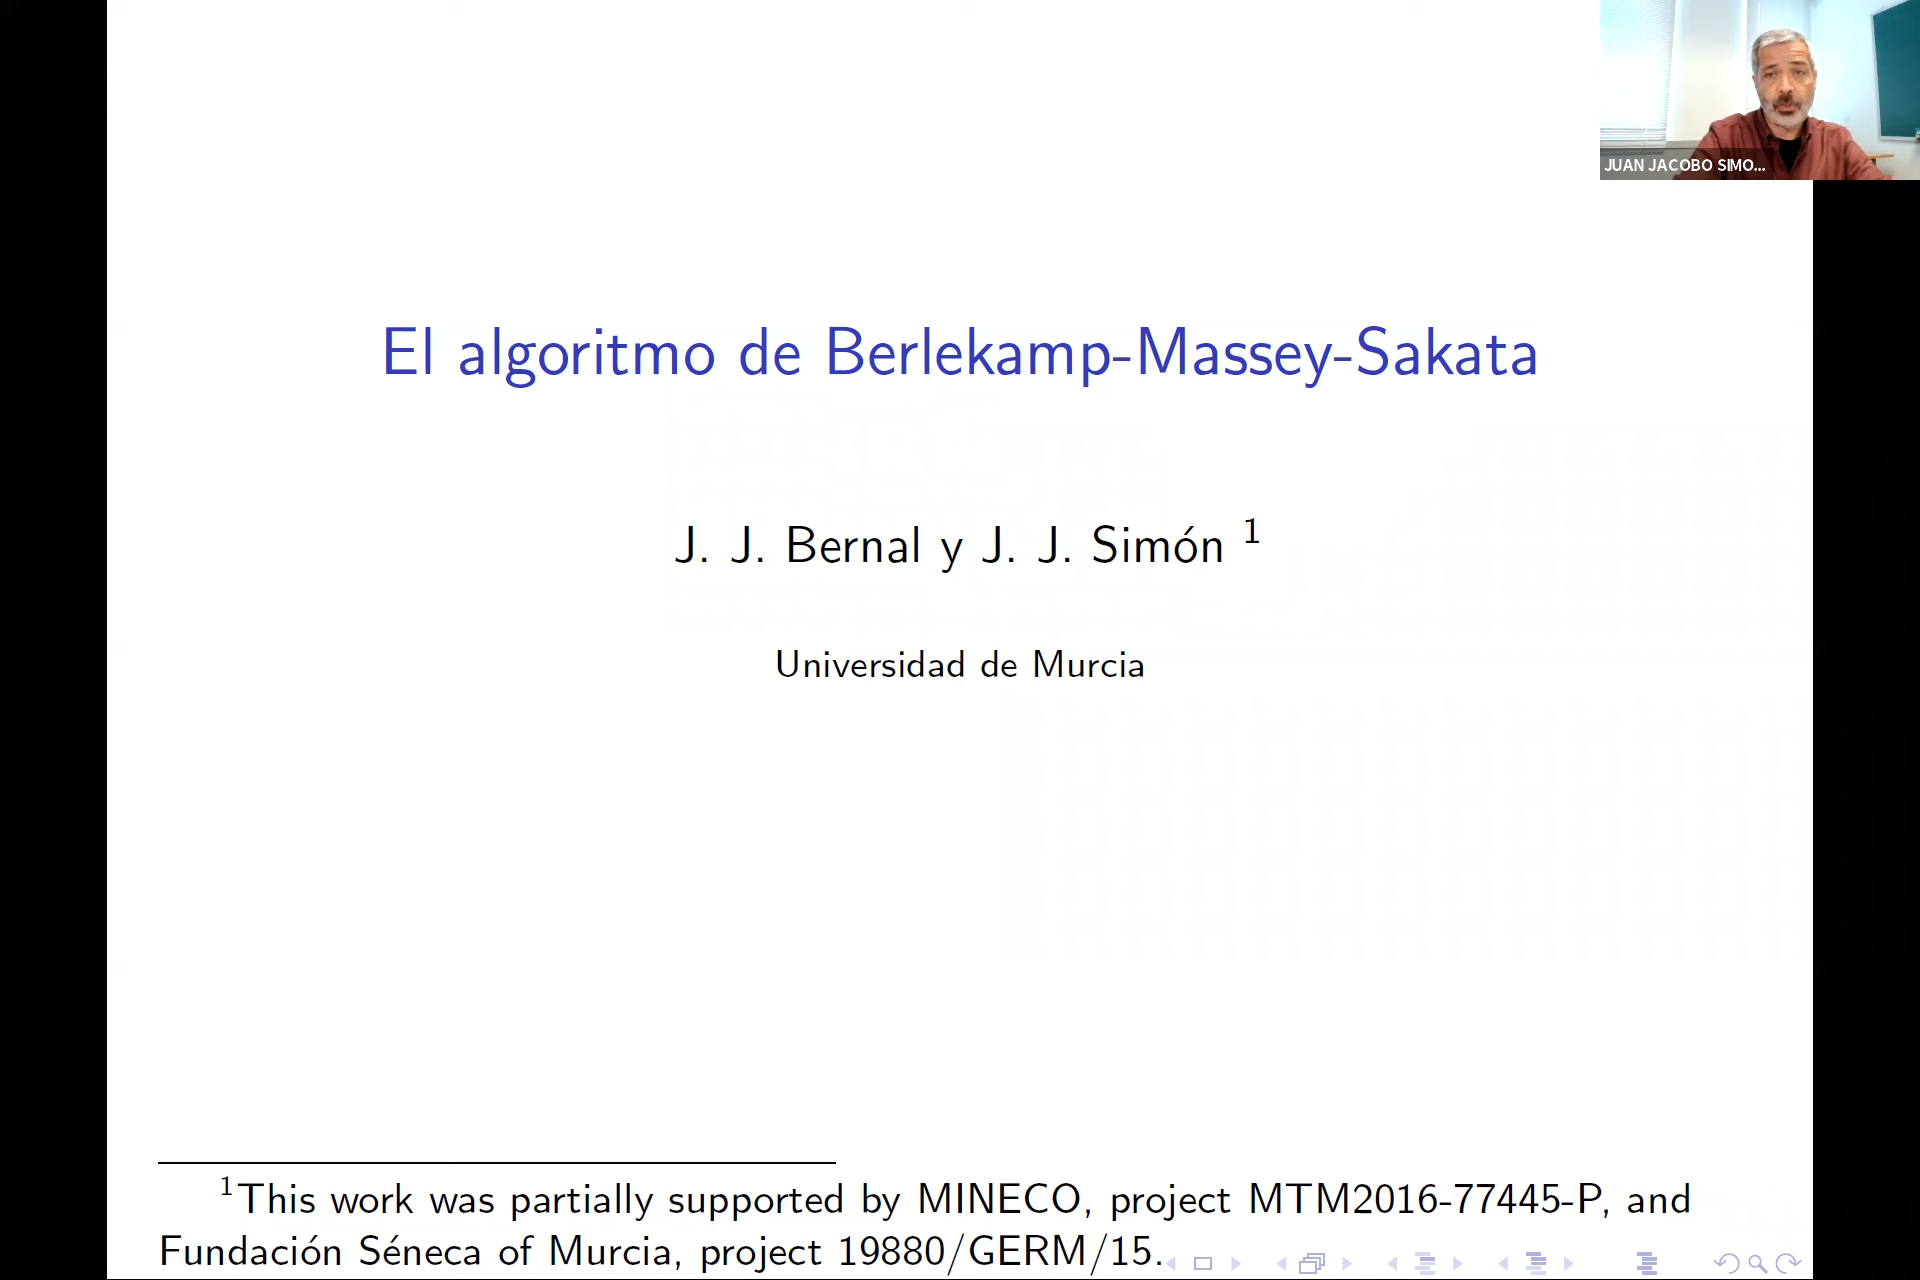 JUAN JACOBO SIMO...
El algoritmo de Berlekamp-Massey-Sakata
J. J. Bernal y J. J. Simón 1
Universidad de Murcia
1This work was partially supported by MINECO, project MTM2016-77445-P, and
Fundación Séneca of Murcia, project 19880/GERM/15.